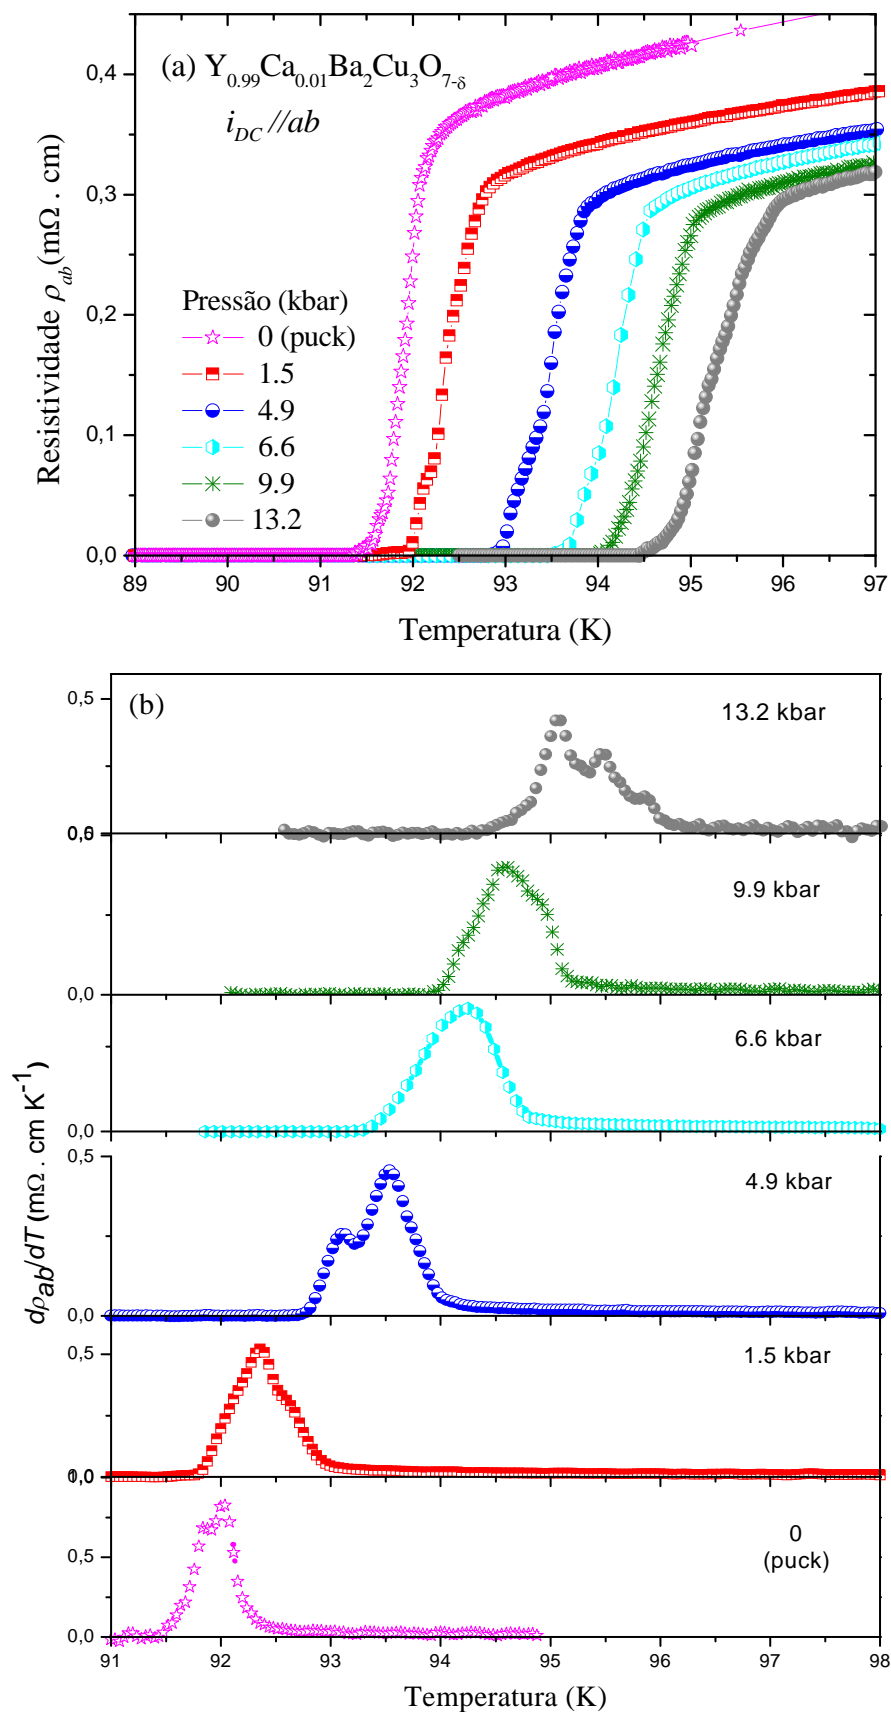 (a) Y0.99Ca0.01Ba2Cu3O7-δ
iDC //ab
Resistividade ρab (mΩ . cm)
0,4
0,3
0,2
0,1
0,0
Pressão (kbar)
0 (puck)
1.5
4.9
6.6
9.9
13.2
89 90 91 92 93 94 95 96 97
Temperatura (K)
(b)
dρab/dT (mΩ . cm K-1)
0,5
13.2 kbar
9.9 kbar
0,0
6.6 kbar
0,0
0,5
4.9 kbar
0,0
0,5
1.5 kbar
0
(puck)
0,5
0,0
91 92 93 94 95 96 97 98
Temperatura (K)